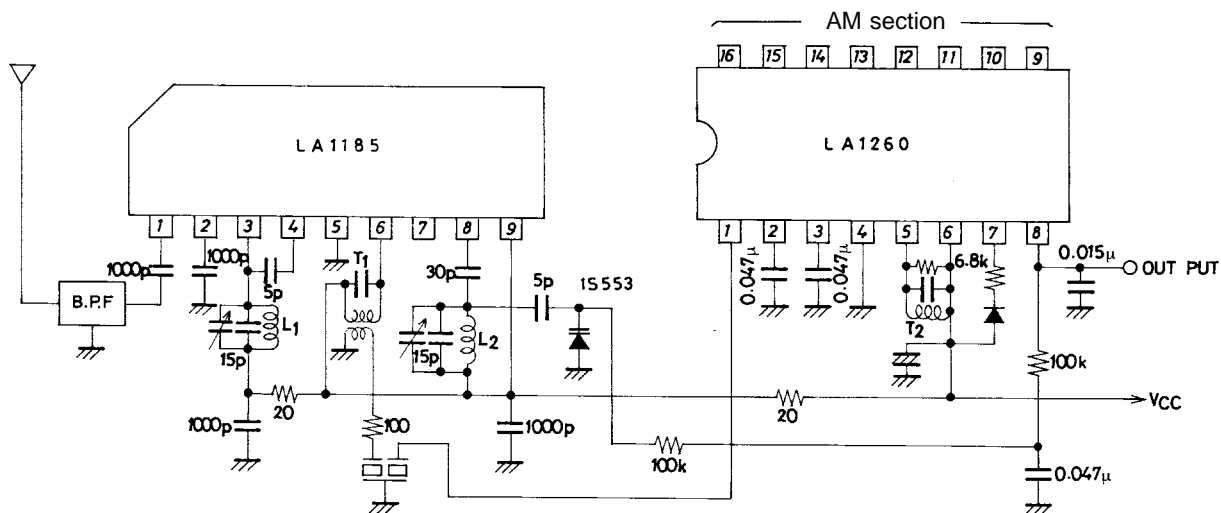 AM section
16 15 14 13 12 11 10 9
LA1185
LA1260
1 2 3 4 5 6 7 8 9
1 2 3 4 5 6 7 8
1000p
1000p
5p
T1
30p
5p
1S553
0.047μ
0.047μ
6.8k
0.015μ
OUT PUT
B.P.F
L1
15p
L2
15p
T2
100k
20
20
VCC
1000p
100
1000p
100k
0.047μ